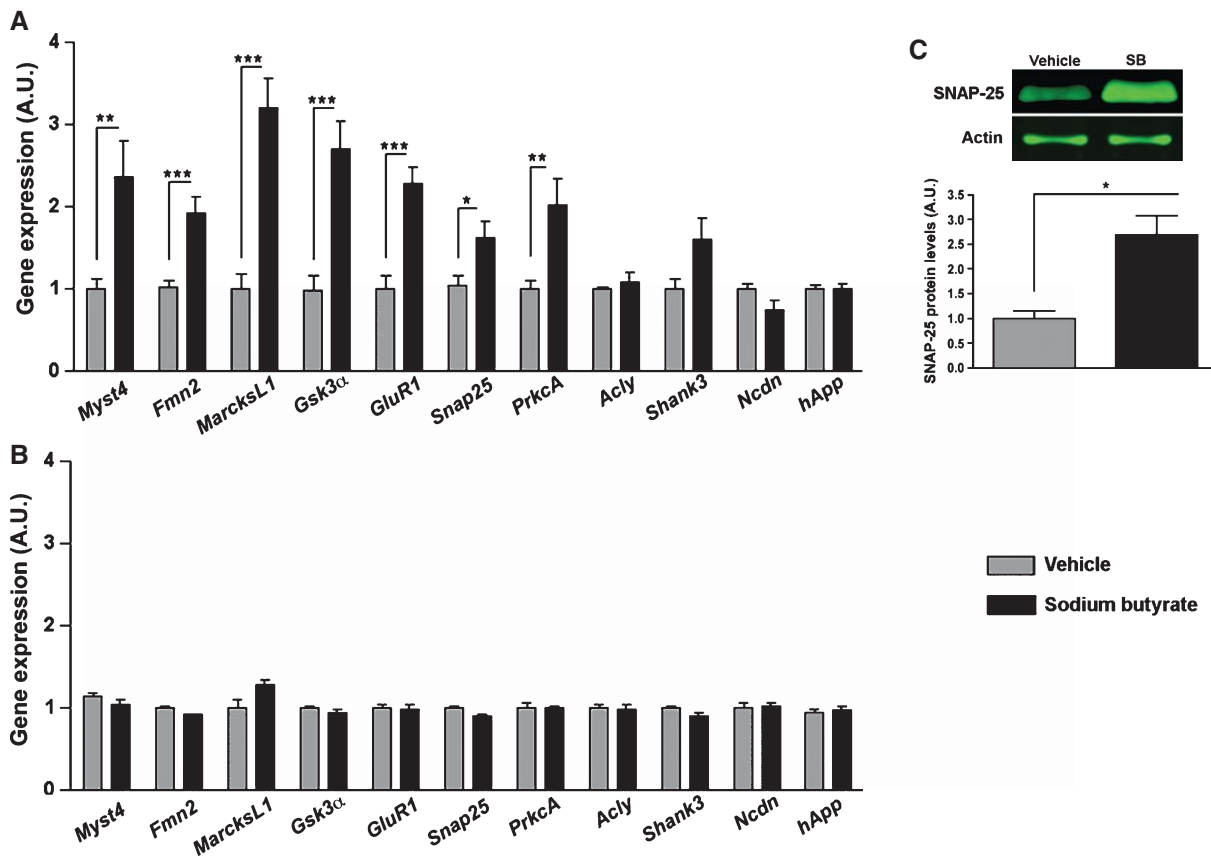 A
Gene expression (A.U.)
4
3
2
1
0
**
***
***
***
***
*
**
Myst4
Fmn2
MarcksL1
Gsk3α
GluR1
Snap25
PrkcA
Acly
Shank3
Ncdn
hApp
B
Gene expression (A.U.)
4
3
2
1
0
Myst4
Fmn2
MarcksL1
Gsk3α
GluR1
Snap25
PrkcA
Acly
Shank3
Ncdn
hApp
C
Vehicle SB
SNAP-25
Actin
SNAP-25 protein levels (A.U.)
3.5
3.0
2.5
2.0
1.5
1.0
0.5
0.0
*
Vehicle
Sodium butyrate